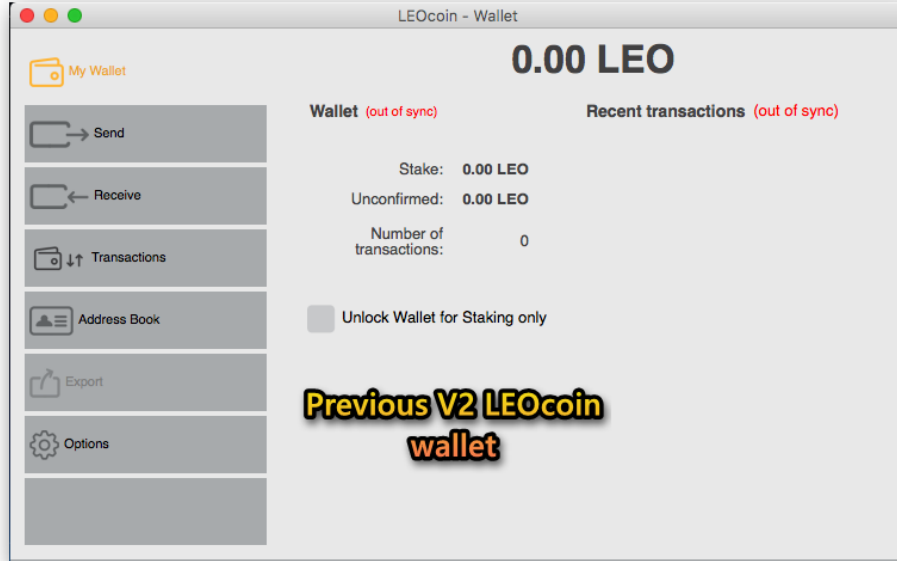 LEOcoin - Wallet
My Wallet
Send
Receive
Transactions
Address Book
Export
Options
0.00 LEO
Wallet (out of sync)
Stake: 0.00 LEO
Unconfirmed: 0.00 LEO
Number of
transactions: 0
Unlock Wallet for Staking only
Recent transactions (out of sync)
Previous V2 LEOcoin
wallet